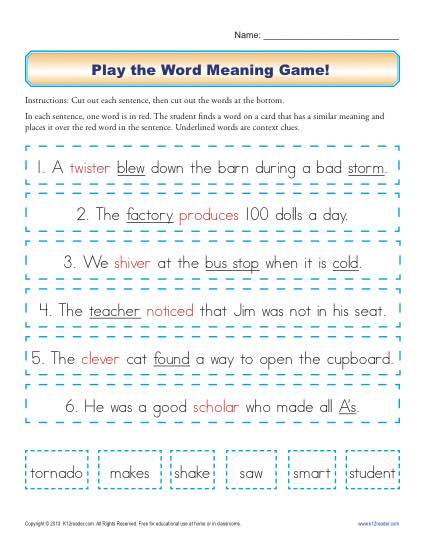 Name: ____________________________
Play the Word Meaning Game!
Instructions: Cut out each sentence, then cut out the words at the bottom.
In each sentence, one word is in red. The student finds a word on a card that has a similar meaning and
places it over the red word in the sentence. Underlined words are context clues.
1. A twister blew down the barn during a bad storm.
2. The factory produces 100 dolls a day.
3. We shiver at the bus stop when it is cold.
4. The teacher noticed that Jim was not in his seat.
5. The clever cat found a way to open the cupboard.
6. He was a good scholar who made all A's.
tornado makes shake saw smart student
Copyright © 2013 K12reader.com. All Rights Reserved. Free for educational use at home or in classrooms. www.k12reader.com